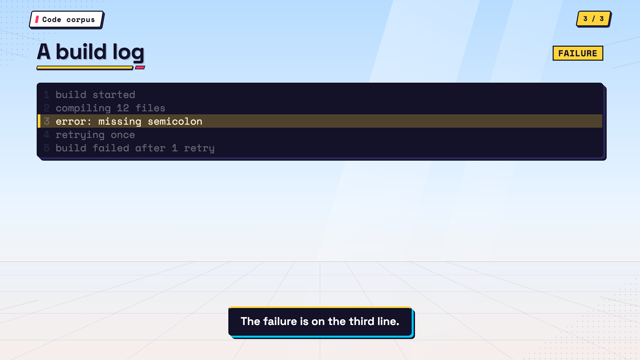 Code corpus
3 / 3
A build log
FAILURE
1 build started
2 compiling 12 files
3 error: missing semicolon
4 retrying once
5 build failed after 1 retry
The failure is on the third line.